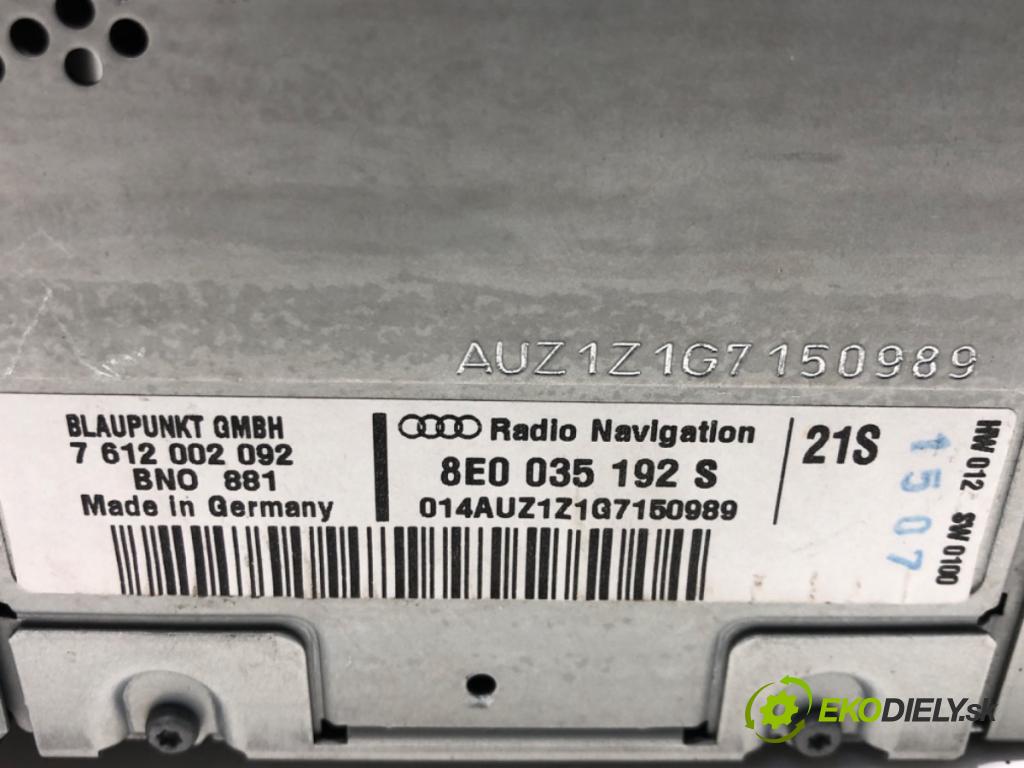 AUZ1Z1G7150989
BLAUPUNKT GMBH
7 612 002 092
BNO 881
Made in Germany
Radio Navigation
8E0 035 192 S
014AUZ1Z1G7150989
21S
1507
HW 012 SW 0100
EKODIELY.sk